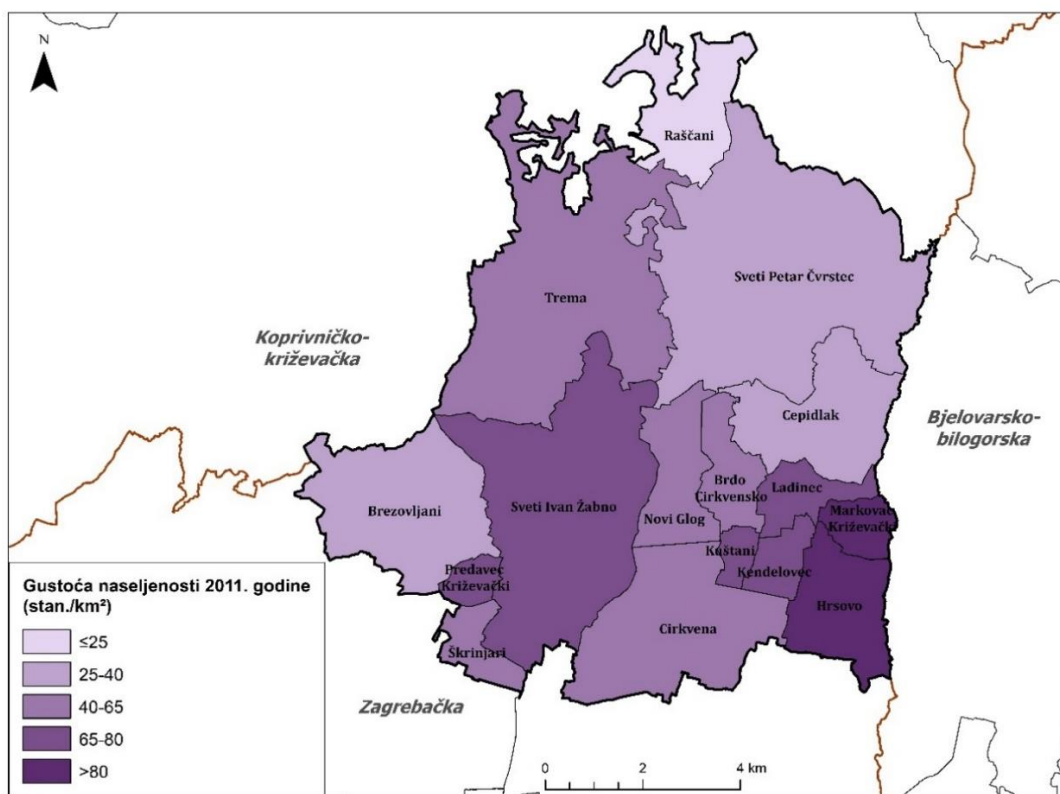 N
Raščani
Sveti Petar Čvrstec
Trema
Koprivničko-
križevačka
Cepidlak
Bjelovarsko-
bilogorska
Brdo
Cirkvensko
Ladinec
Brezovljani
Sveti Ivan Žabno
Novi Glog
Markovac
Križevački
Kuštani
Kendelovec
Predavec
Križevački
Hrsovo
Cirkvena
Škrinjari
Zagrebačka
Gustoća naseljenosti 2011. godine
(stan./km²)
≤25
25-40
40-65
65-80
>80
0 2 4 km